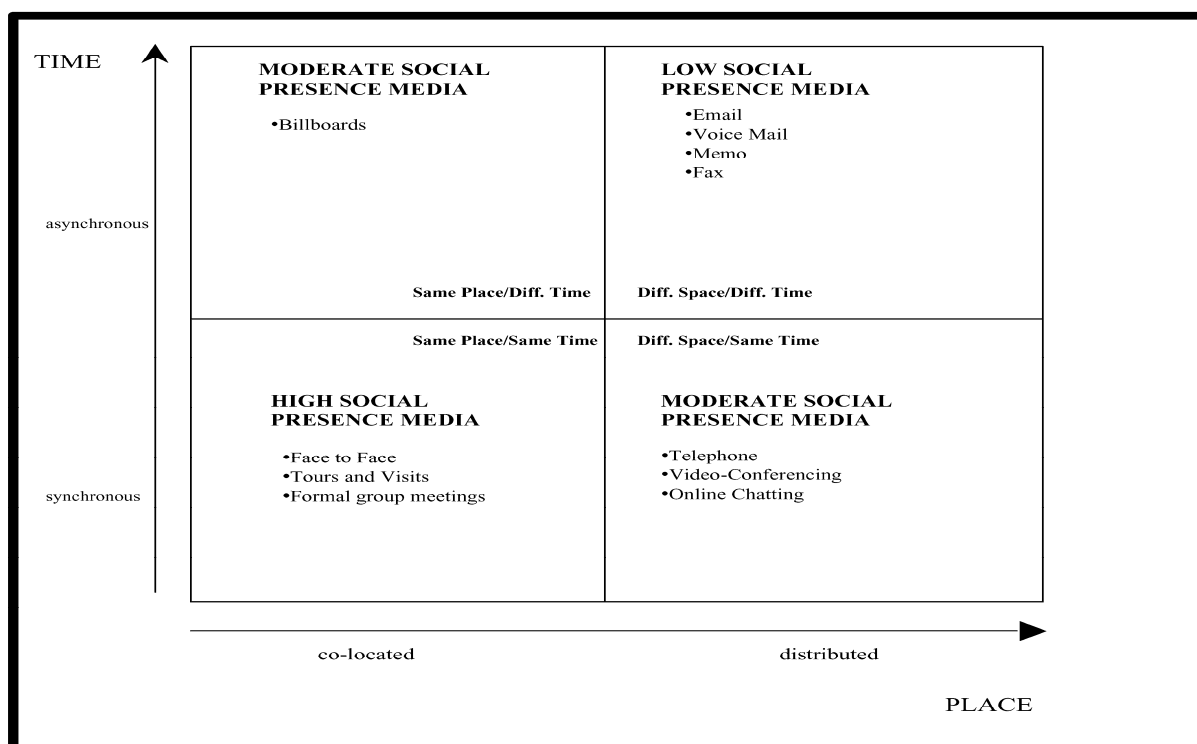 TIME
MODERATE SOCIAL
PRESENCE MEDIA
•Billboards
LOW SOCIAL
PRESENCE MEDIA
•Email
•Voice Mail
•Memo
•Fax
asynchronous
Same Place/Diff. Time
Diff. Space/Diff. Time
Same Place/Same Time
Diff. Space/Same Time
HIGH SOCIAL
PRESENCE MEDIA
•Face to Face
•Tours and Visits
•Formal group meetings
MODERATE SOCIAL
PRESENCE MEDIA
•Telephone
•Video-Conferencing
•Online Chatting
synchronous
co-located
distributed
PLACE